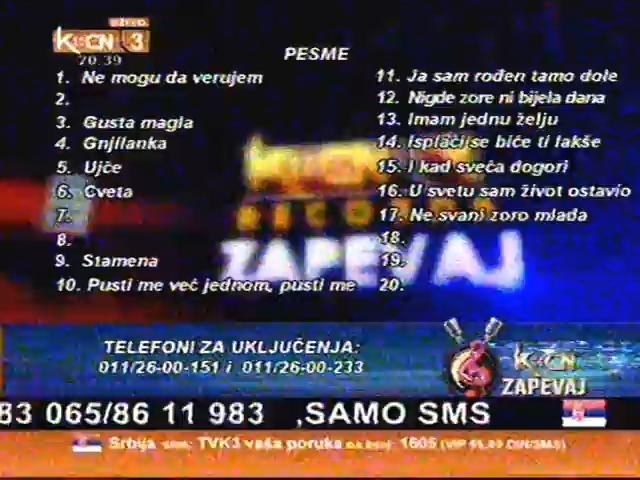 UŽIVO
KCN 3
20.39
PESME
1. Ne mogu da verujem
2.
3. Gusta magla
4. Gnjilanka
5. Ujče
6. Cveta
7.
8.
9. Stamena
10. Pusti me već jednom, pusti me
11. Ja sam rođen tamo dole
12. Nigde zore ni bijela dana
13. Imam jednu želju
14. Isplači se biće ti lakše
15. I kad sveća dogori
16. U svetu sam život ostavio
17. Ne svani zoro mlada
18.
19.
20.
ZAPEVAJ
TELEFONI ZA UKLJUČENJA:
011/26-00-151 i 011/26-00-233
KCN
ZAPEVAJ
83 065/86 11 983 ,SAMO SMS
Srbija sms: TVK3 vaša poruka na broj: 1605